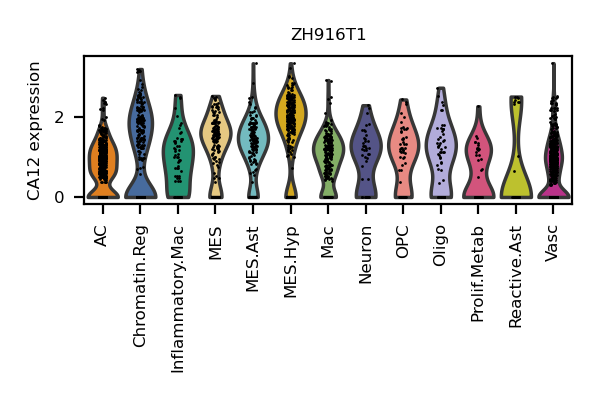 ZH916T1
CA12 expression
2
0
AC
Chromatin.Reg
Inflammatory.Mac
MES
MES.Ast
MES.Hyp
Mac
Neuron
OPC
Oligo
Prolif.Metab
Reactive.Ast
Vasc